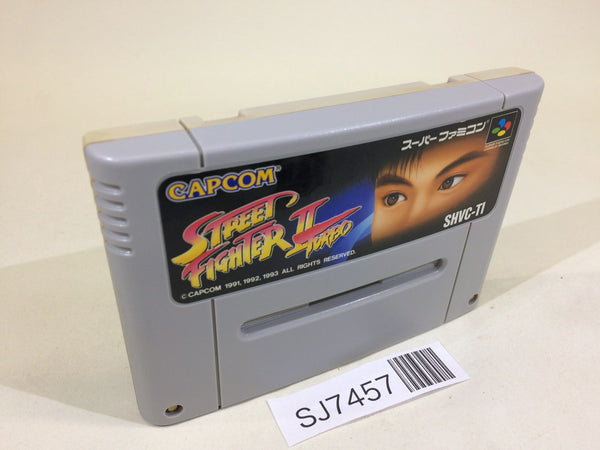 CAPCOM
スーパーファミコン
STREET
FIGHTER II
TURBO
SHVC-TI
© CAPCOM 1991, 1992, 1993 ALL RIGHTS RESERVED.
SJ7457